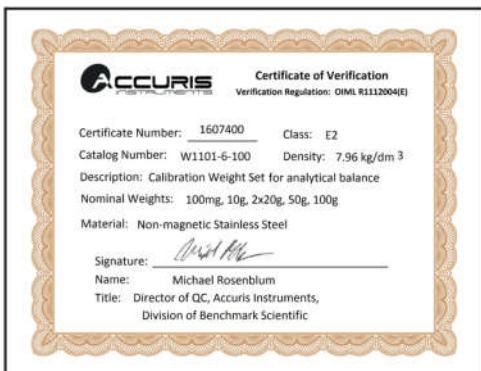 ACCURIS
INSTRUMENTS
Certificate of Verification
Verification Regulation: OIML R1112004(E)
Certificate Number: 1607400 Class: E2
Catalog Number: W1101-6-100 Density: 7.96 kg/dm 3
Description: Calibration Weight Set for analytical balance
Nominal Weights: 100mg, 10g, 2x20g, 50g, 100g
Material: Non-magnetic Stainless Steel
Signature:
Name: Michael Rosenblum
Title: Director of QC, Accuris Instruments,
Division of Benchmark Scientific